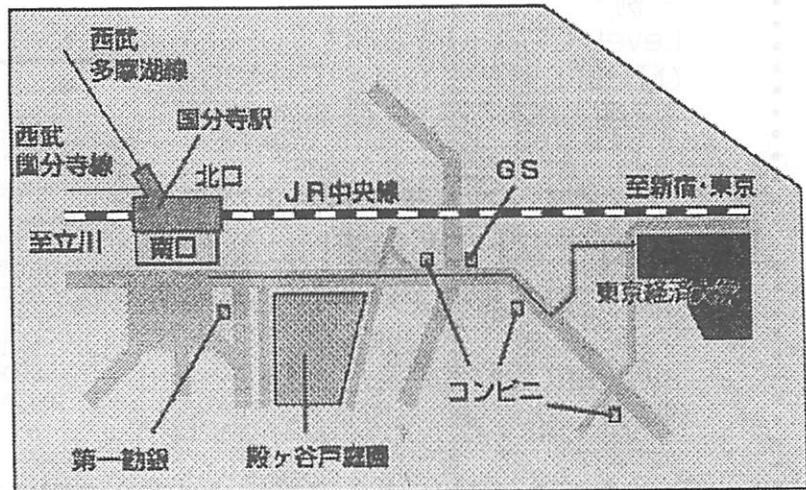 西武
多摩湖線
国分寺駅
西武
国分寺線
北口
GS
JR中央線
至新宿・東京
至立川
南口
東京経済大学
コンビニ
第一勧銀
殿ヶ谷戸庭園